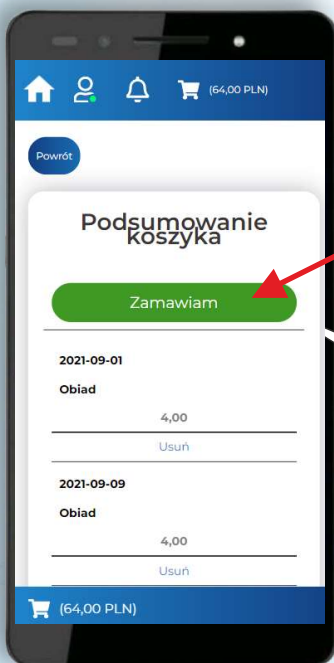 (64,00 PLN)
Powrót
Podsumowanie
koszyka
Zamawiam
2021-09-01
Obiad
4,00
Usuń
2021-09-09
Obiad
4,00
Usuń
(64,00 PLN)